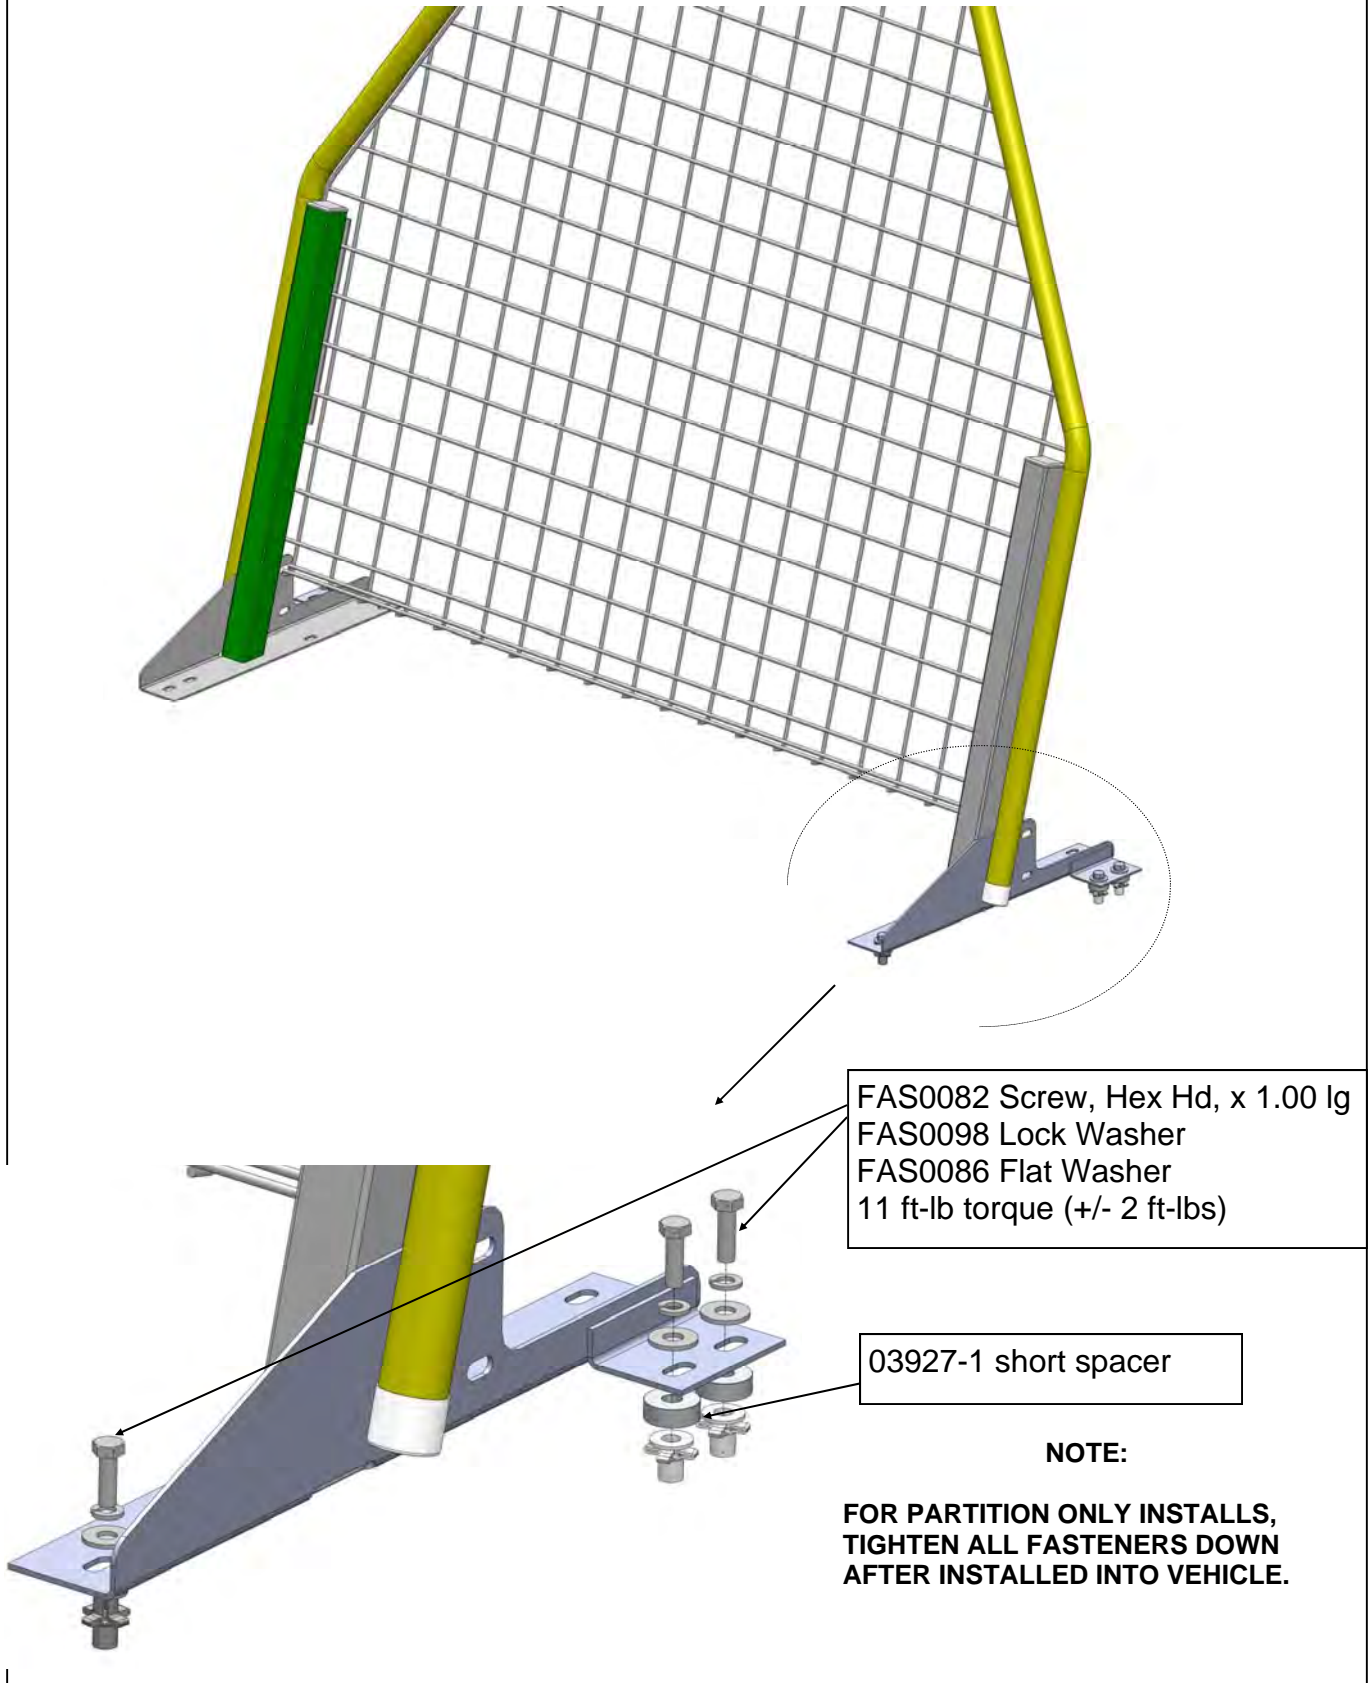 FAS0082 Screw, Hex Hd, x 1.00 lg
FAS0098 Lock Washer
FAS0086 Flat Washer
11 ft-lb torque (+/- 2 ft-lbs)
03927-1 short spacer
NOTE:
FOR PARTITION ONLY INSTALLS,
TIGHTEN ALL FASTENERS DOWN
AFTER INSTALLED INTO VEHICLE.